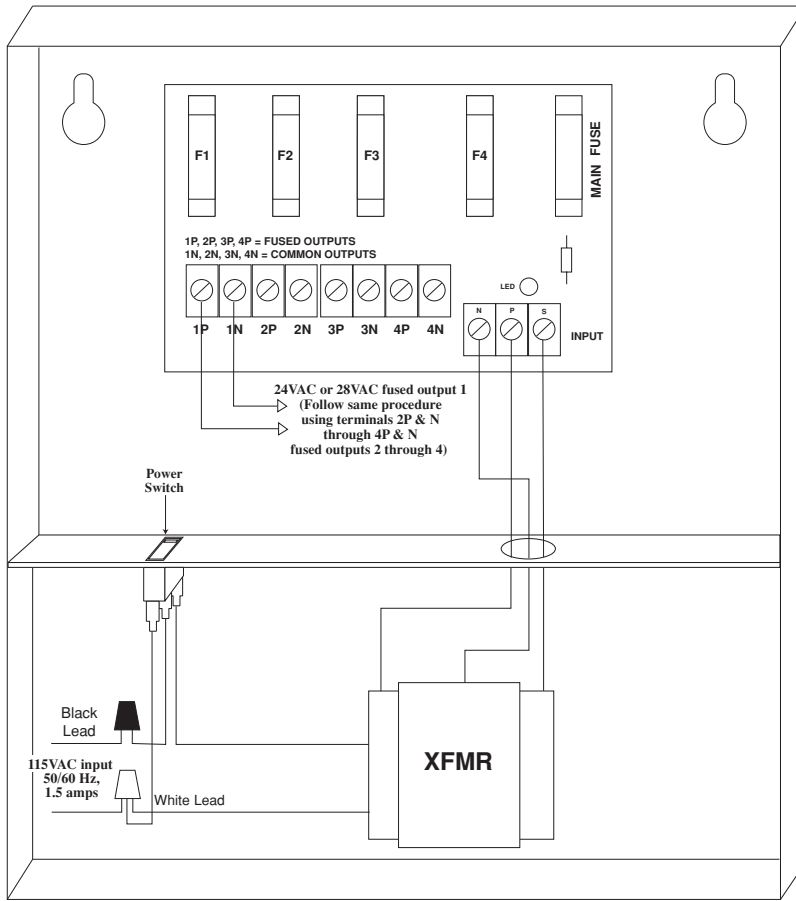 F1
F2
F3
F4
MAIN FUSE
1P, 2P, 3P, 4P = FUSED OUTPUTS
1N, 2N, 3N, 4N = COMMON OUTPUTS
LED
N P S
INPUT
1P 1N 2P 2N 3P 3N 4P 4N
24VAC or 28VAC fused output 1
(Follow same procedure
using terminals 2P & N
through 4P & N
fused outputs 2 through 4)
Power
Switch
Black
Lead
115VAC input
50/60 Hz,
1.5 amps
White Lead
XFMR